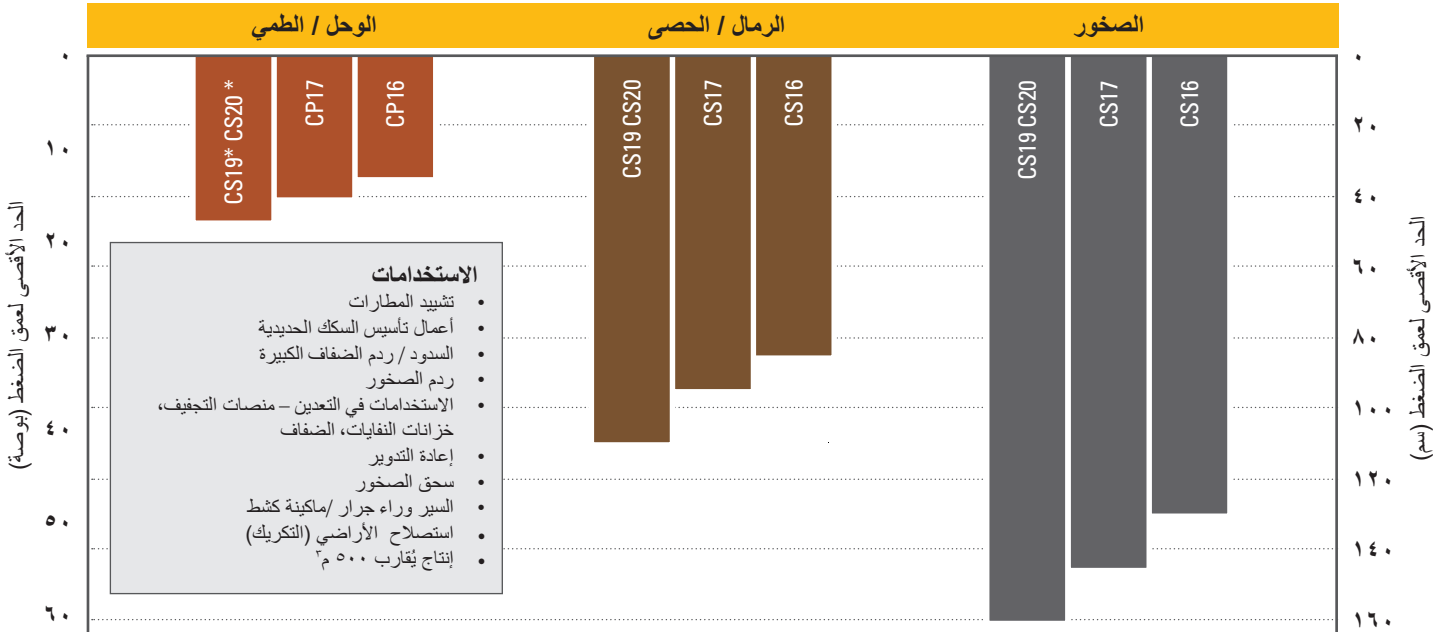 الصخور
الرمال / الحصى
الوحل / الطمي
٠
٢٠
٤٠
٦٠
٨٠
١٠٠
١٢٠
١٤٠
١٦٠
الحد الأقصى لعمق الضغط (سم)
CS16
CS17
CS19 CS20
CS16
CS17
CS19 CS20
CP16
CP17
CS19* CS20 *
الاستخدامات
• تشييد المطارات
• أعمال تأسيس السكك الحديدية
• السدود / ردم الضفاف الكبيرة
• ردم الصخور
• الاستخدامات في التعدين – منصات التجفيف،
خزانات النفايات، الضفاف
• إعادة التدوير
• سحق الصخور
• السير وراء جرار /ماكينة كشط
• استصلاح الأراضي (التكريك)
• إنتاج يُقارب ٥٠٠ م٣
٠
١٠
٢٠
٣٠
٤٠
٥٠
٦٠
الحد الأقصى لعمق الضغط (بوصة)